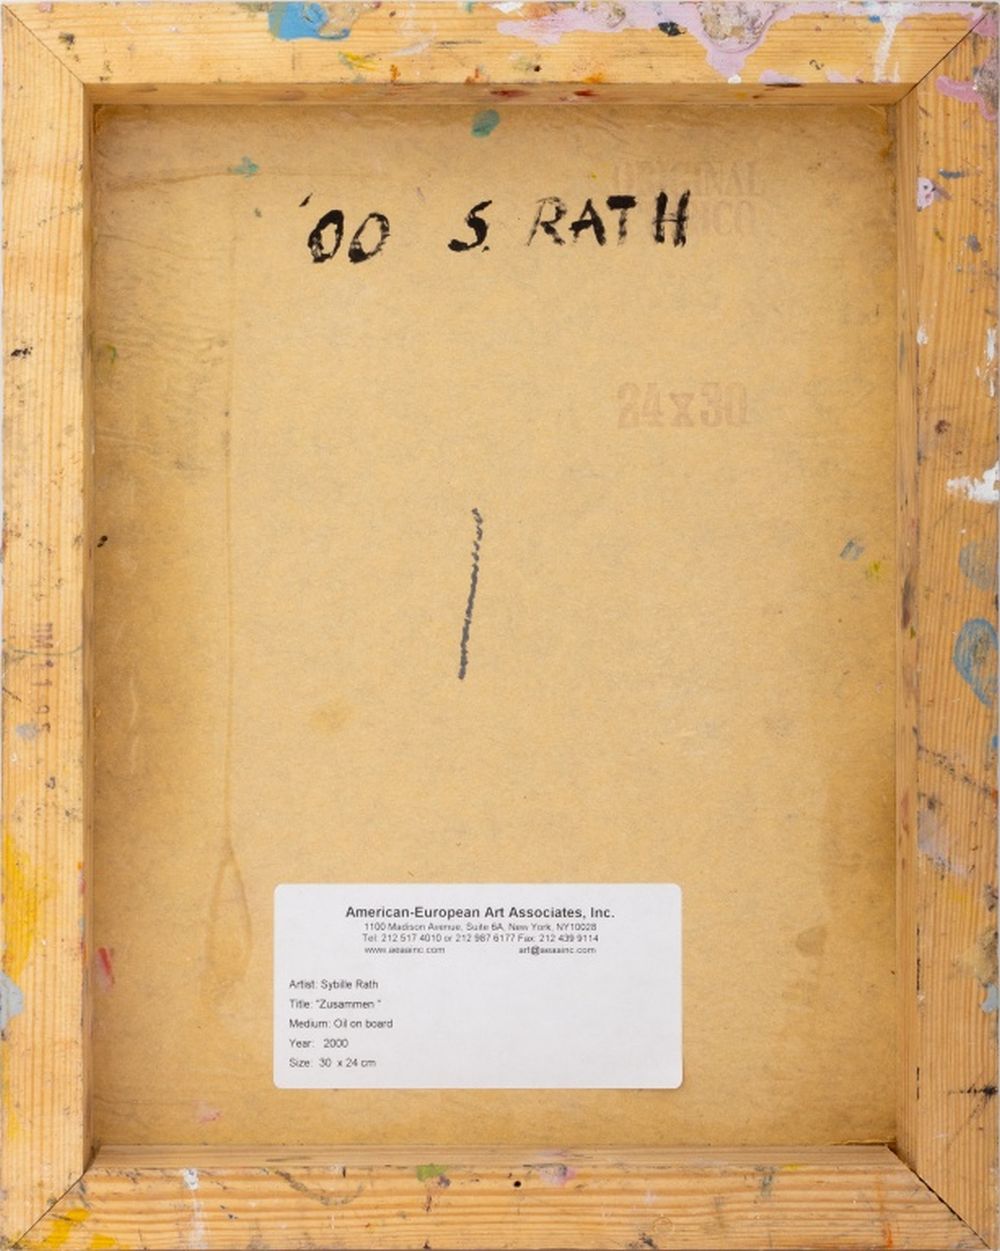 ORIGINAL
'00 S. RATH
24x30
American-European Art Associates, Inc.
1100 Madison Avenue, Suite 6A, New York, NY10028
Tel: 212 517 4010 or 212 987 6177 Fax: 212 439 9114
www.aeaainc.com art@aeaainc.com
Artist: Sybille Rath
Title: "Zusammen "
Medium: Oil on board
Year: 2000
Size: 30 x 24 cm